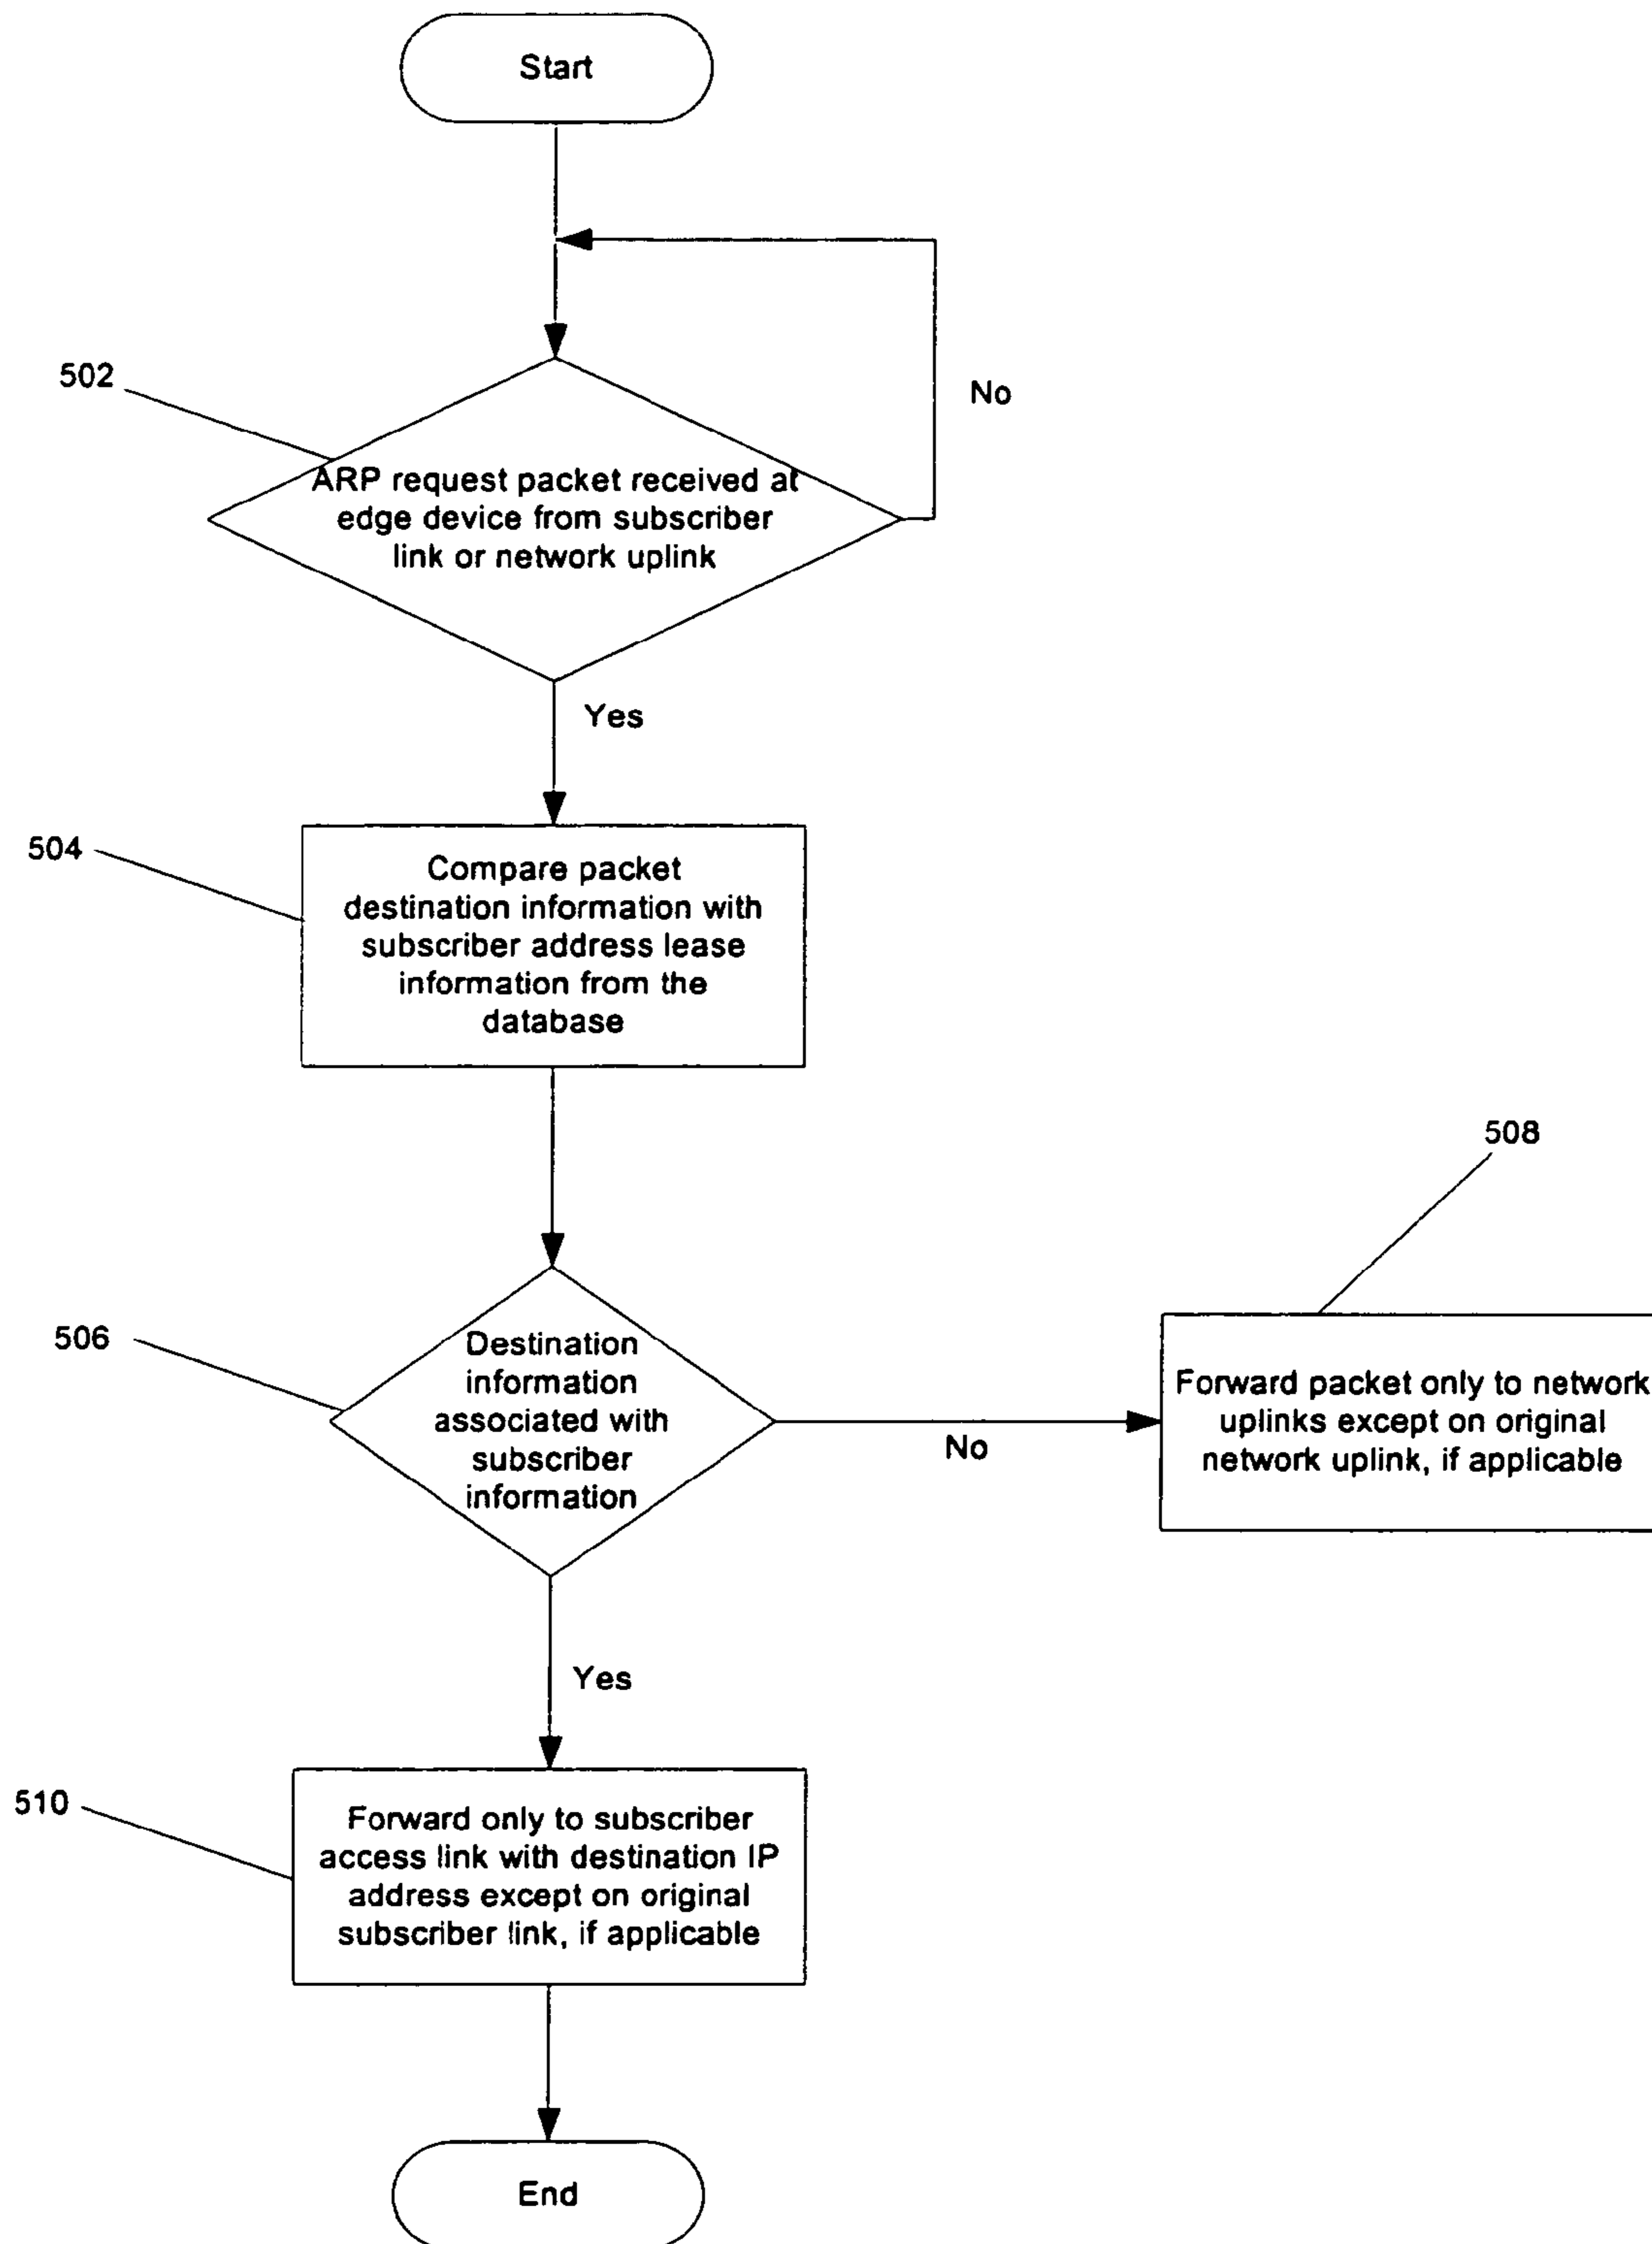 Start
No
502
ARP request packet received at
edge device from subscriber
link or network uplink
Yes
504
Compare packet
destination information with
subscriber address lease
information from the
database
508
506
Destination
information
associated with
subscriber
information
No
Forward packet only to network
uplinks except on original
network uplink, if applicable
Yes
510
Forward only to subscriber
access link with destination IP
address except on original
subscriber link, if applicable
End